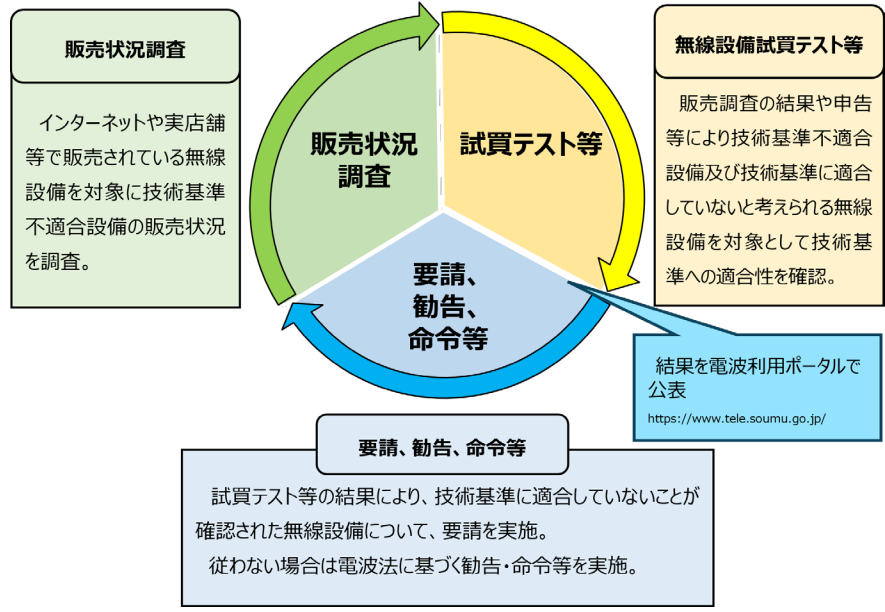 販売状況調査
インターネットや実店舗
等で販売されている無線
設備を対象に技術基準
不適合設備の販売状況
を調査。
販売状況
調査
試買テスト等
要請、
勧告、
命令等
無線設備試買テスト等
販売調査の結果や申告
等により技術基準不適合
設備及び技術基準に適合
していないと考えられる無線
設備を対象として技術基
準への適合性を確認。
結果を電波利用ポータルで
公表
https://www.tele.soumu.go.jp/
要請、勧告、命令等
試買テスト等の結果により、技術基準に適合していないことが
確認された無線設備について、要請を実施。
従わない場合は電波法に基づく勧告・命令等を実施。